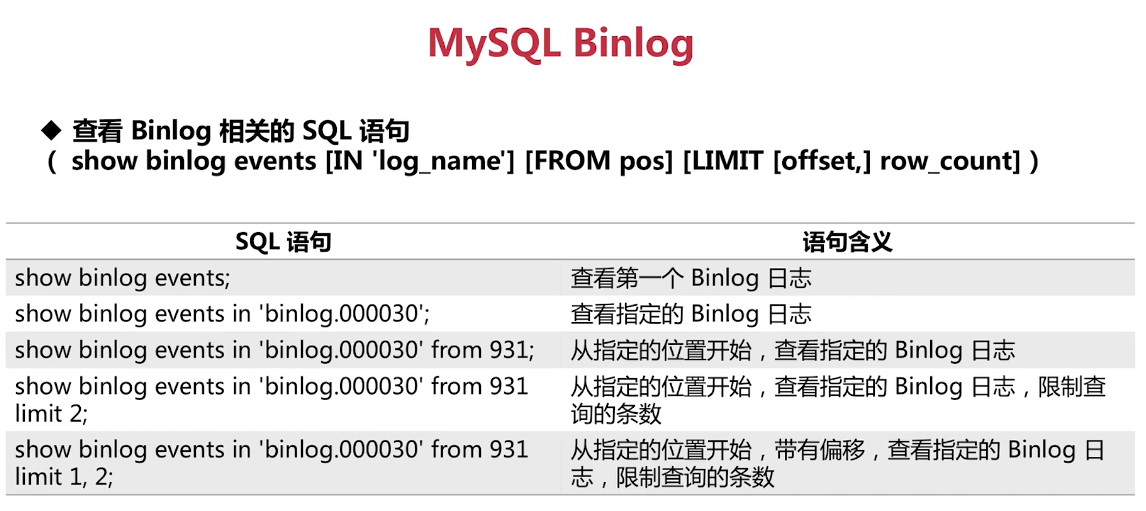 MySQL Binlog
◆ 查看 Binlog 相关的 SQL 语句
( show binlog events [IN 'log_name'] [FROM pos] [LIMIT [offset,] row_count] )
SQL 语句 语句含义
show binlog events; 查看第一个 Binlog 日志
show binlog events in 'binlog.000030'; 查看指定的 Binlog 日志
show binlog events in 'binlog.000030' from 931; 从指定的位置开始，查看指定的 Binlog 日志
show binlog events in 'binlog.000030' from 931 从指定的位置开始，查看指定的 Binlog 日志，限制查
limit 2; 询的条数
show binlog events in 'binlog.000030' from 931 从指定的位置开始，带有偏移，查看指定的 Binlog 日
limit 1, 2; 志，限制查询的条数